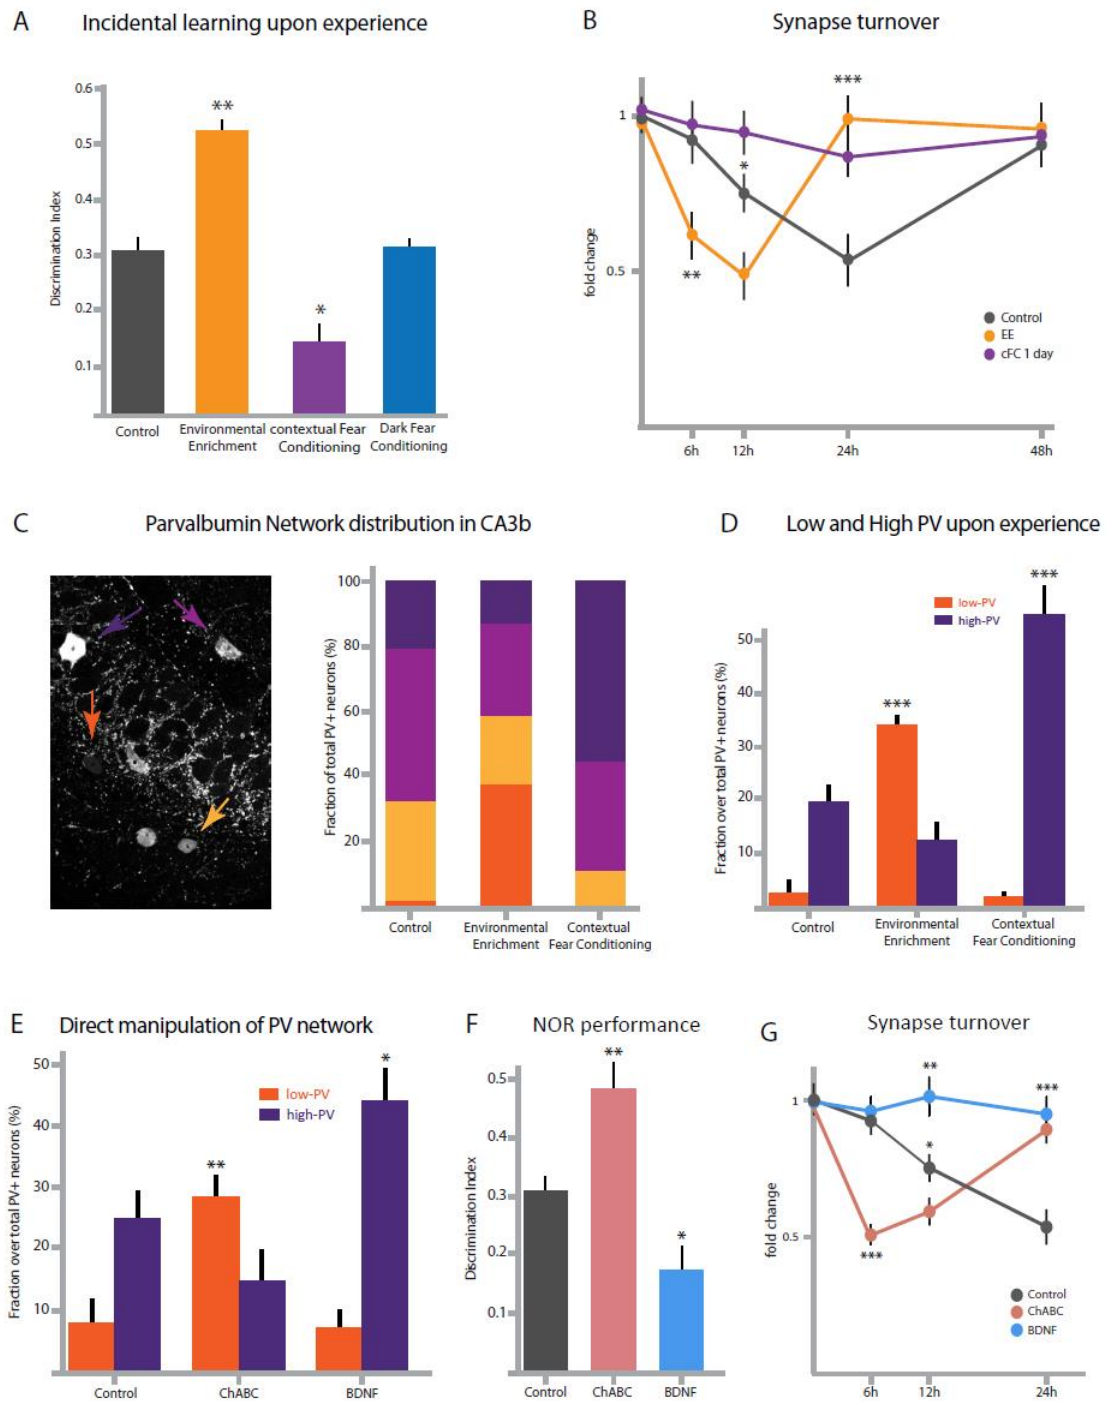 A Incidental learning upon experience
Discrimination Index
0.6
0.5
0.4
0.3
0.2
0.1
**
*
Control
Environmental
Enrichment
contextual Fear
Conditioning
Dark Fear
Conditioning
B Synapse turnover
fold change
1
0.5
***
*
**
Control
EE
cFC 1 day
6h 12h 24h 48h
C Parvalbumin Network distribution in CA3b
Fraction of total PV+ neurons (%)
100
80
60
40
20
Control
Environmental
Enrichment
Contextual
Fear Conditioning
D Low and High PV upon experience
Fraction over total PV+ neurons (%)
low-PV
high-PV
50
40
30
20
10
***
***
Control
Environmental
Enrichment
Contextual
Fear Conditioning
E Direct manipulation of PV network
Fraction over total PV+ neurons (%)
50
40
30
20
10
low-PV
high-PV
**
*
Control ChABC BDNF
F NOR performance
Discrimination Index
0.5
0.4
0.3
0.2
0.1
**
*
Control ChABC BDNF
G Synapse turnover
fold change
1
0.5
**
***
*
***
Control
ChABC
BDNF
6h 12h 24h